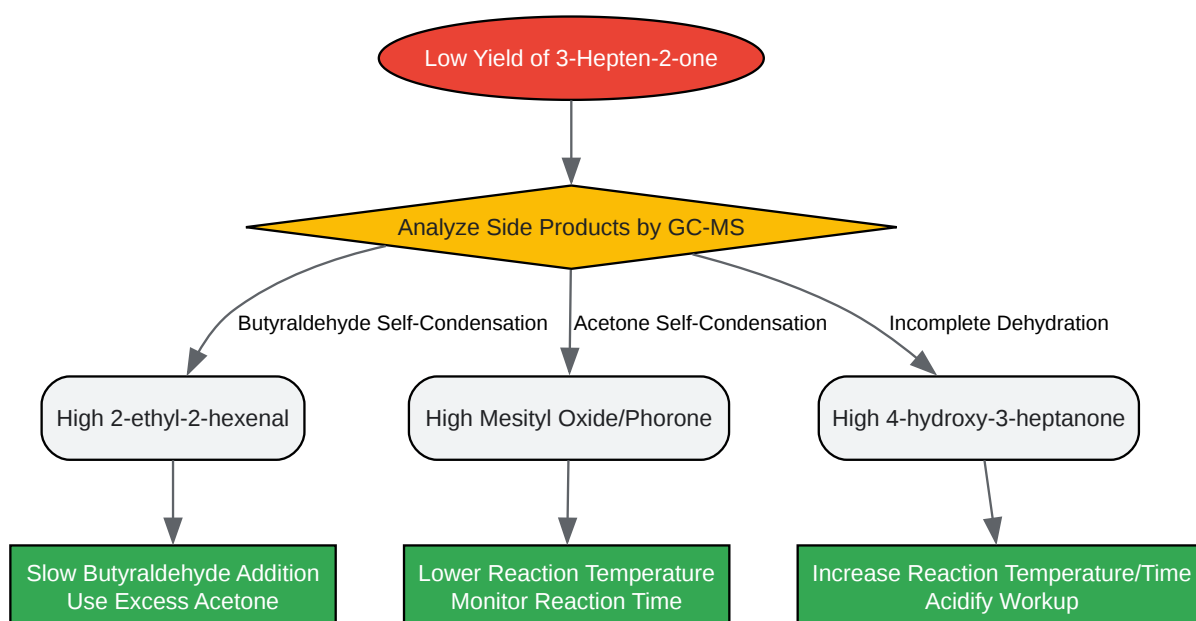 Low Yield of 3-Hepten-2-one
Analyze Side Products by GC-MS
Butyraldehyde Self-Condensation
Acetone Self-Condensation
Incomplete Dehydration
High 2-ethyl-2-hexenal
High Mesityl Oxide/Phorone
High 4-hydroxy-3-heptanone
Slow Butyraldehyde Addition
Use Excess Acetone
Lower Reaction Temperature
Monitor Reaction Time
Increase Reaction Temperature/Time
Acidify Workup